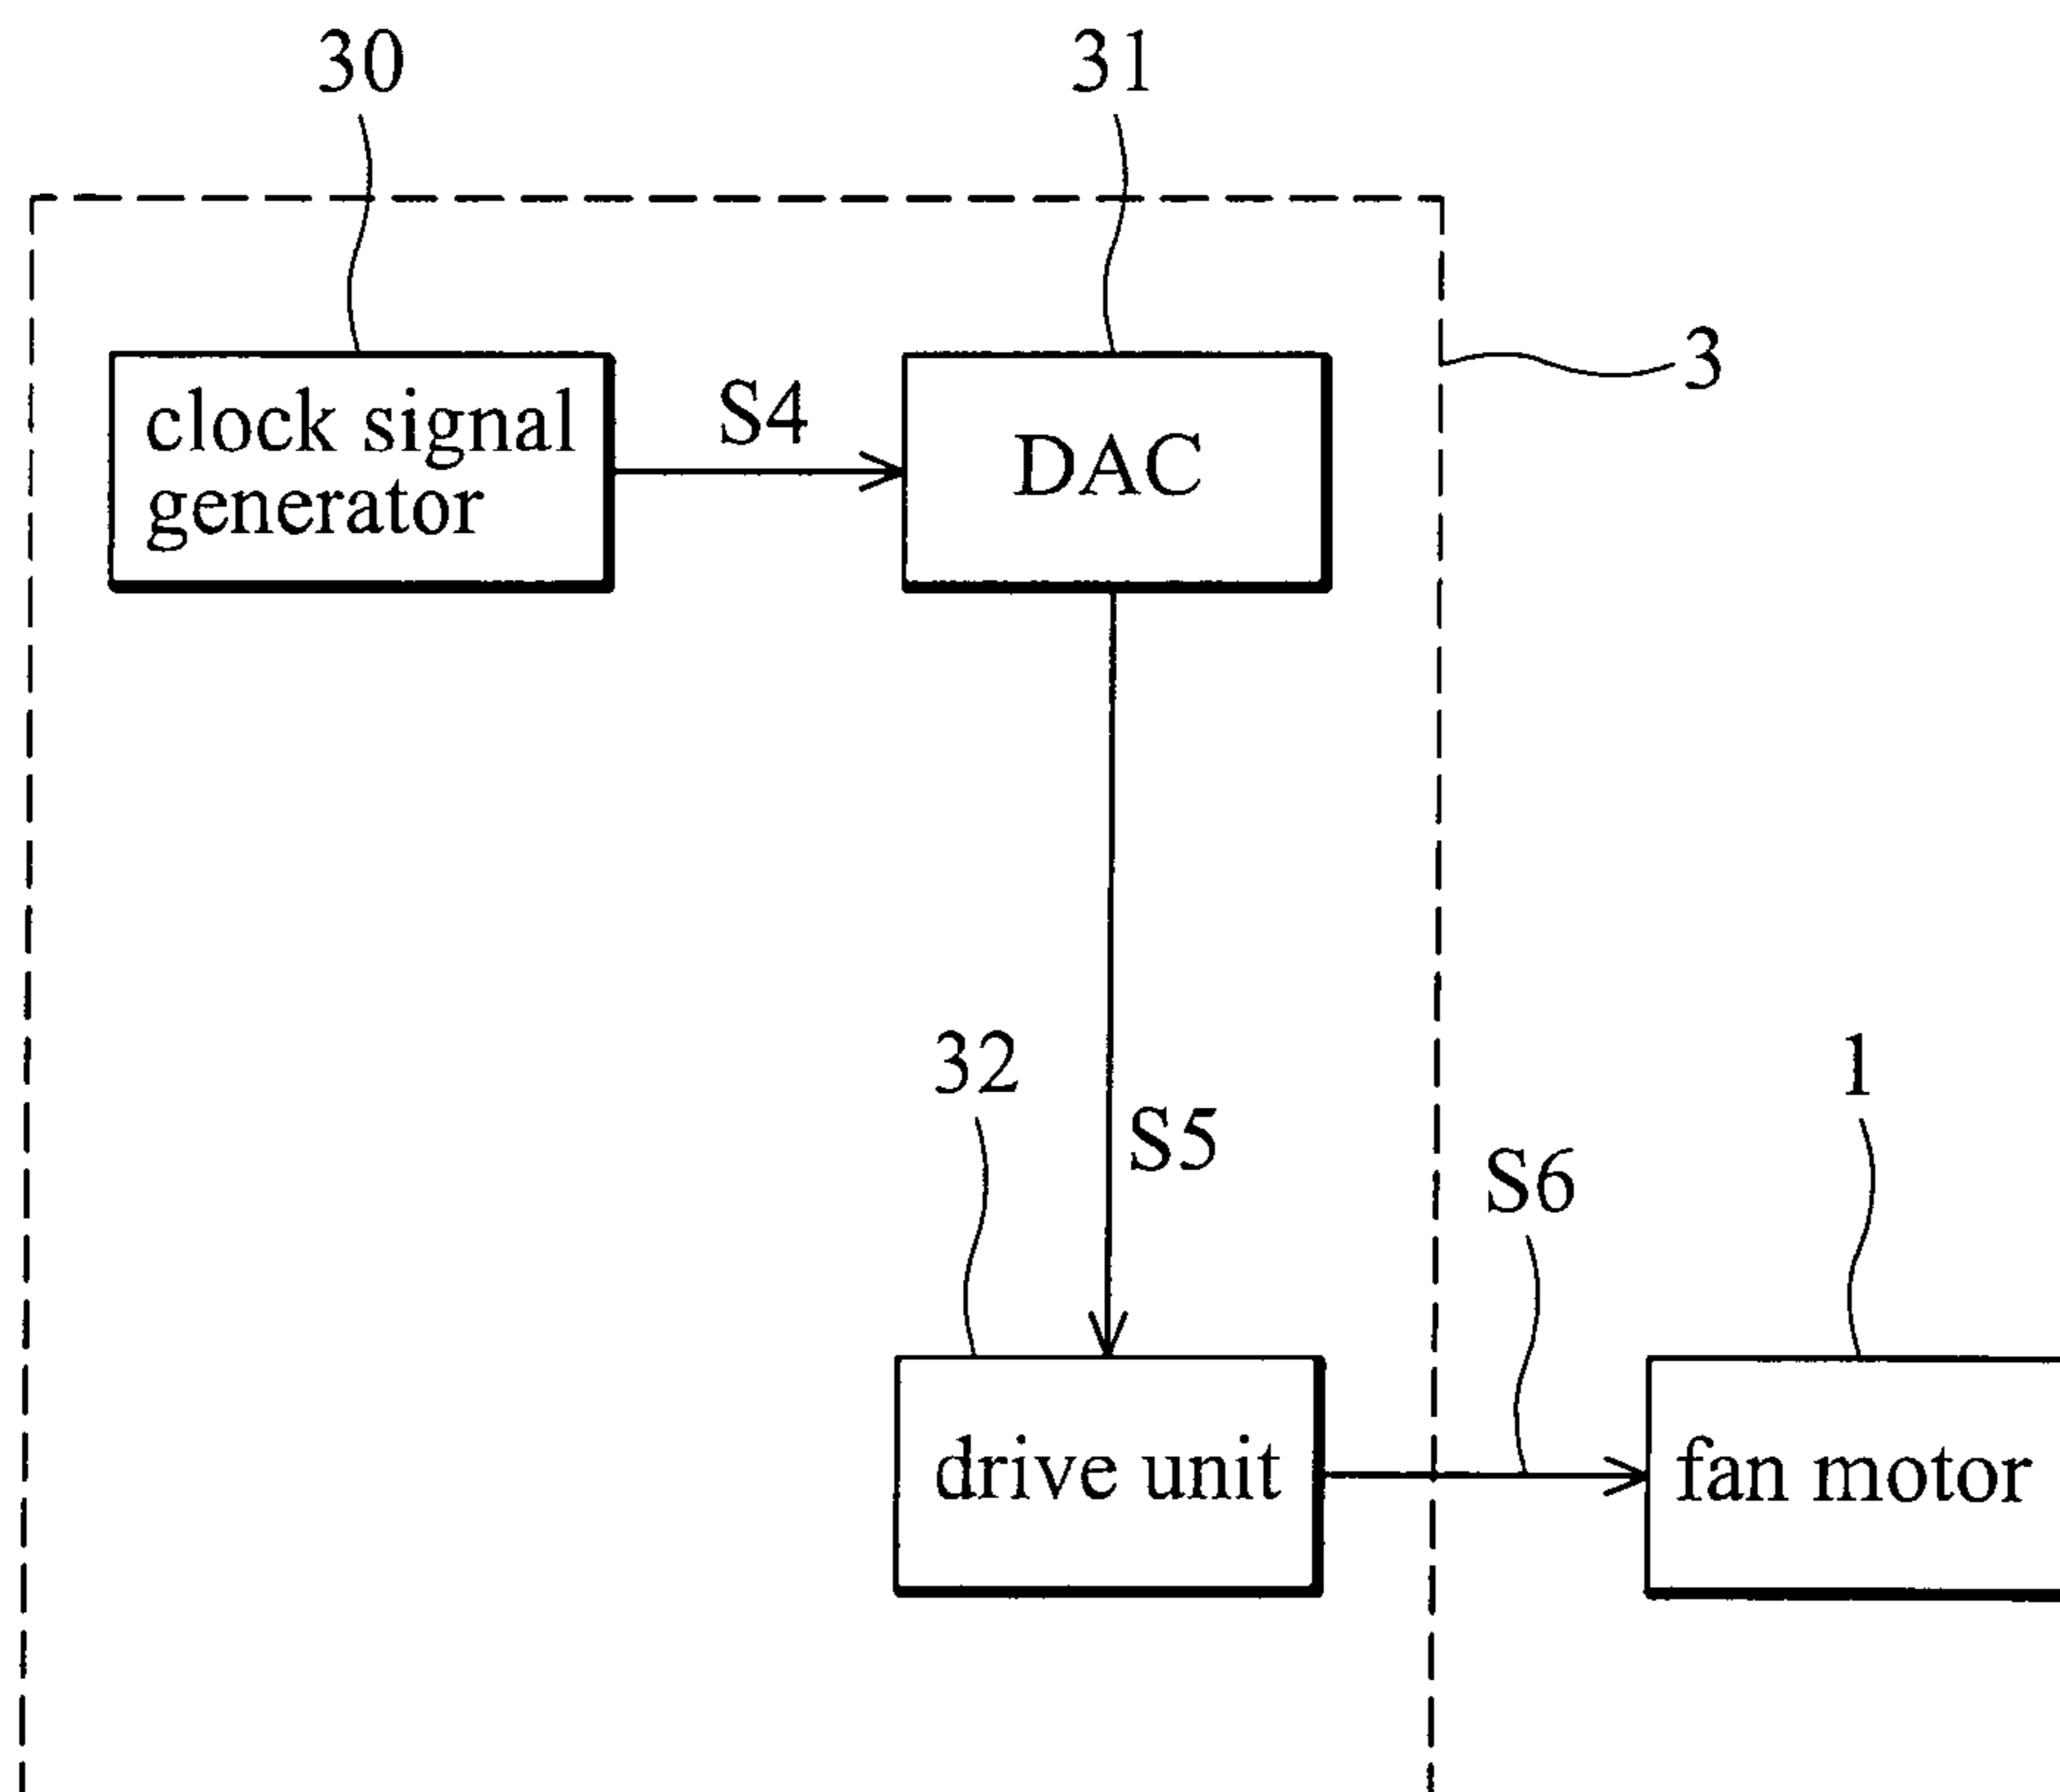 30
31
3
clock signal
generator
S4
DAC
32
S5
1
S6
drive unit
fan motor